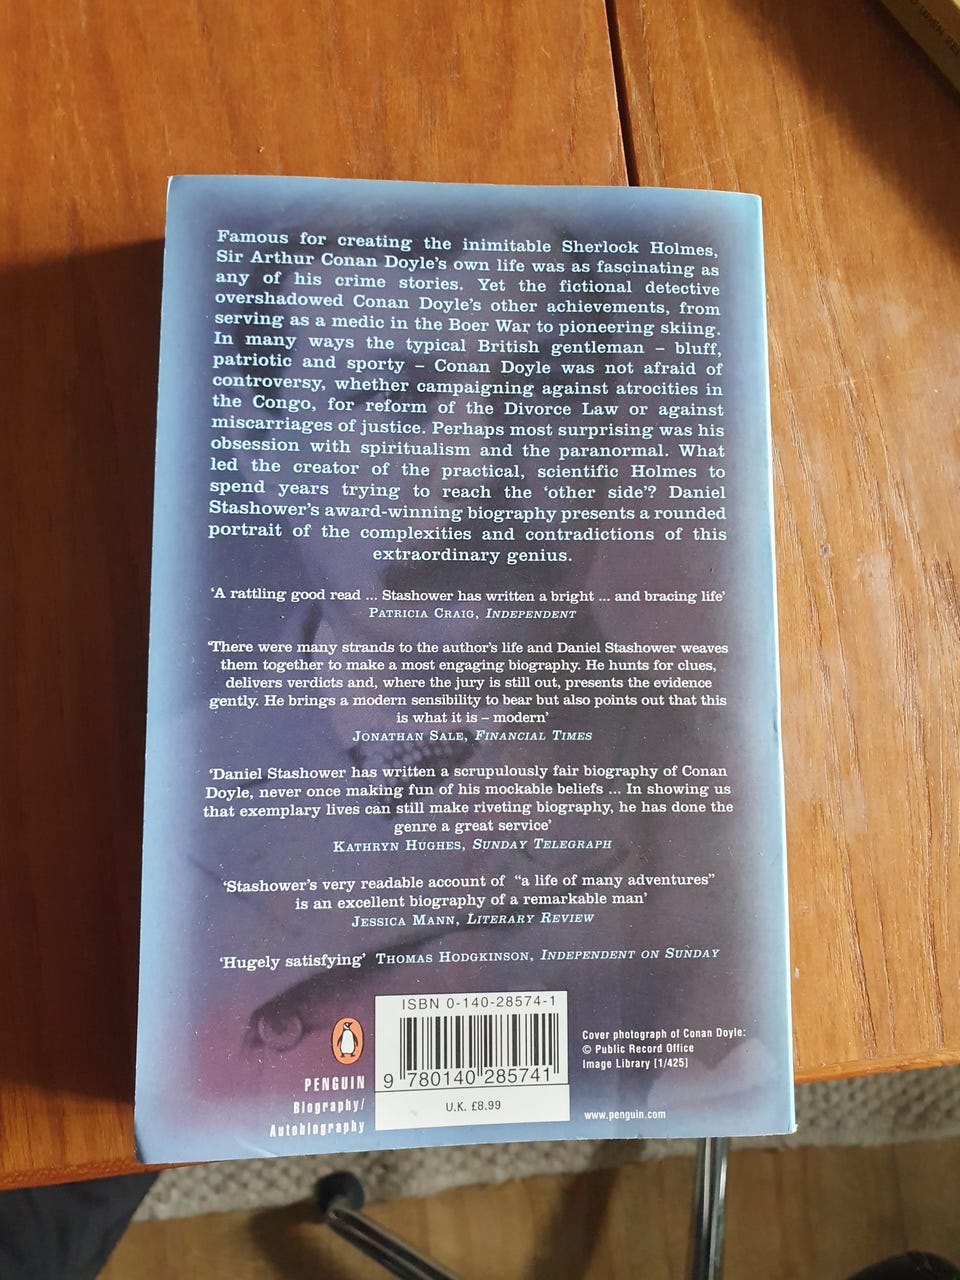 Famous for creating the inimitable Sherlock Holmes,
Sir Arthur Conan Doyle's own life was as fascinating as
any of his crime stories. Yet the fictional detective
overshadowed Conan Doyle's other achievements, from
serving as a medic in the Boer War to pioneering skiing.
In many ways the typical British gentleman – bluff,
patriotic and sporty – Conan Doyle was not afraid of
controversy, whether campaigning against atrocities in
the Congo, for reform of the Divorce Law or against
miscarriages of justice. Perhaps most surprising was his
obsession with spiritualism and the paranormal. What
led the creator of the practical, scientific Holmes to
spend years trying to reach the 'other side'? Daniel
Stashower's award-winning biography presents a rounded
portrait of the complexities and contradictions of this
extraordinary genius.
'A rattling good read ... Stashower has written a bright ... and bracing life'
PATRICIA CRAIG, INDEPENDENT
'There were many strands to the author's life and Daniel Stashower weaves
them together to make a most engaging biography. He hunts for clues,
delivers verdicts and, where the jury is still out, presents the evidence
gently. He brings a modern sensibility to bear but also points out that this
is what it is – modern'
JONATHAN SALE, FINANCIAL TIMES
'Daniel Stashower has written a scrupulously fair biography of Conan
Doyle, never once making fun of his mockable beliefs ... In showing us
that exemplary lives can still make riveting biography, he has done the
genre a great service'
KATHRYN HUGHES, SUNDAY TELEGRAPH
'Stashower's very readable account of "a life of many adventures"
is an excellent biography of a remarkable man'
JESSICA MANN, LITERARY REVIEW
'Hugely satisfying' THOMAS HODGKINSON, INDEPENDENT ON SUNDAY
PENGUIN
Biography/
Autobiography
ISBN 0-140-28574-1
9 780140 285741
U.K. £8.99
Cover photograph of Conan Doyle:
© Public Record Office
Image Library [1/425]
www.penguin.com